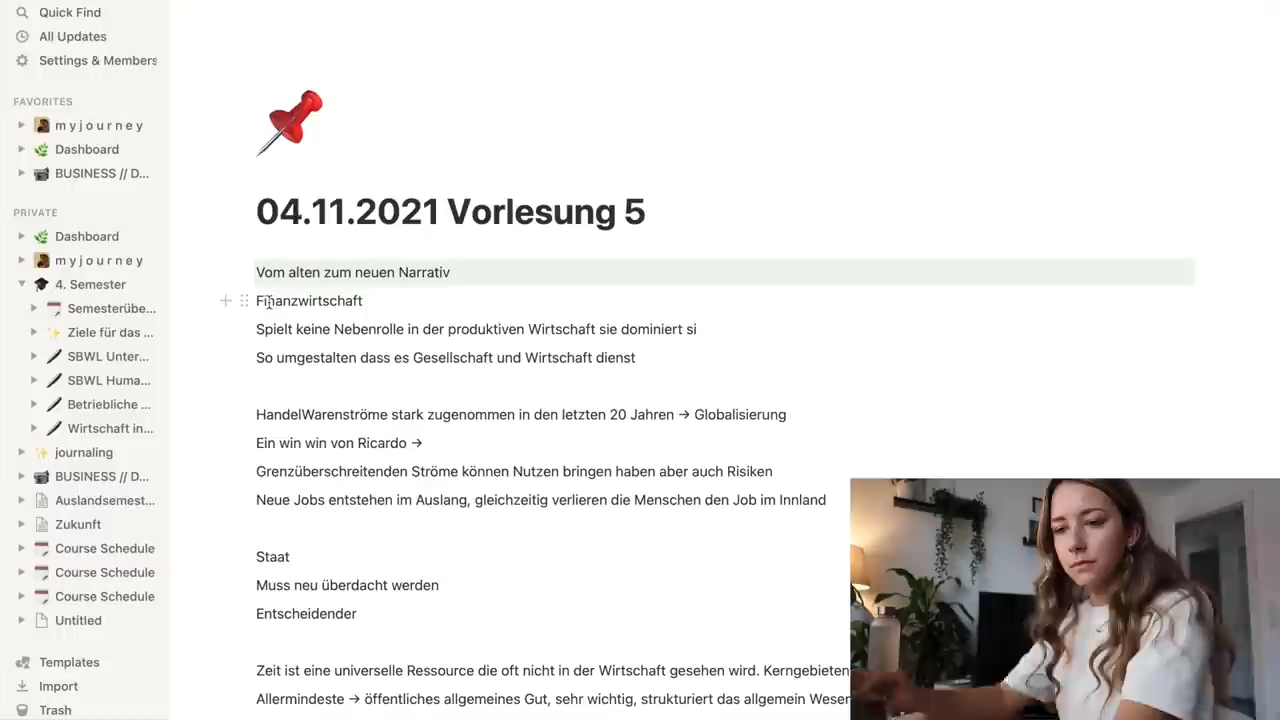 Quick Find
All Updates
Settings & Members
FAVORITES
m y j o u r n e y
Dashboard
BUSINESS // D...
PRIVATE
Dashboard
m y j o u r n e y
4. Semester
Semesterübe...
Ziele für das ...
SBWL Unter...
SBWL Huma...
Betriebliche ...
Wirtschaft in...
journaling
BUSINESS // D...
Auslandsemest...
Zukunft
Course Schedule
Course Schedule
Course Schedule
Untitled
Templates
Import
Trash
04.11.2021 Vorlesung 5
Vom alten zum neuen Narrativ
Finanzwirtschaft
Spielt keine Nebenrolle in der produktiven Wirtschaft sie dominiert si
So umgestalten dass es Gesellschaft und Wirtschaft dienst
HandelWarenströme stark zugenommen in den letzten 20 Jahren → Globalisierung
Ein win win von Ricardo →
Grenzüberschreitenden Ströme können Nutzen bringen haben aber auch Risiken
Neue Jobs entstehen im Auslang, gleichzeitig verlieren die Menschen den Job im Innland
Staat
Muss neu überdacht werden
Entscheidender
Zeit ist eine universelle Ressource die oft nicht in der Wirtschaft gesehen wird. Kerngebieten
Allermindeste → öffentliches allgemeines Gut, sehr wichtig, strukturiert das allgemein Weser